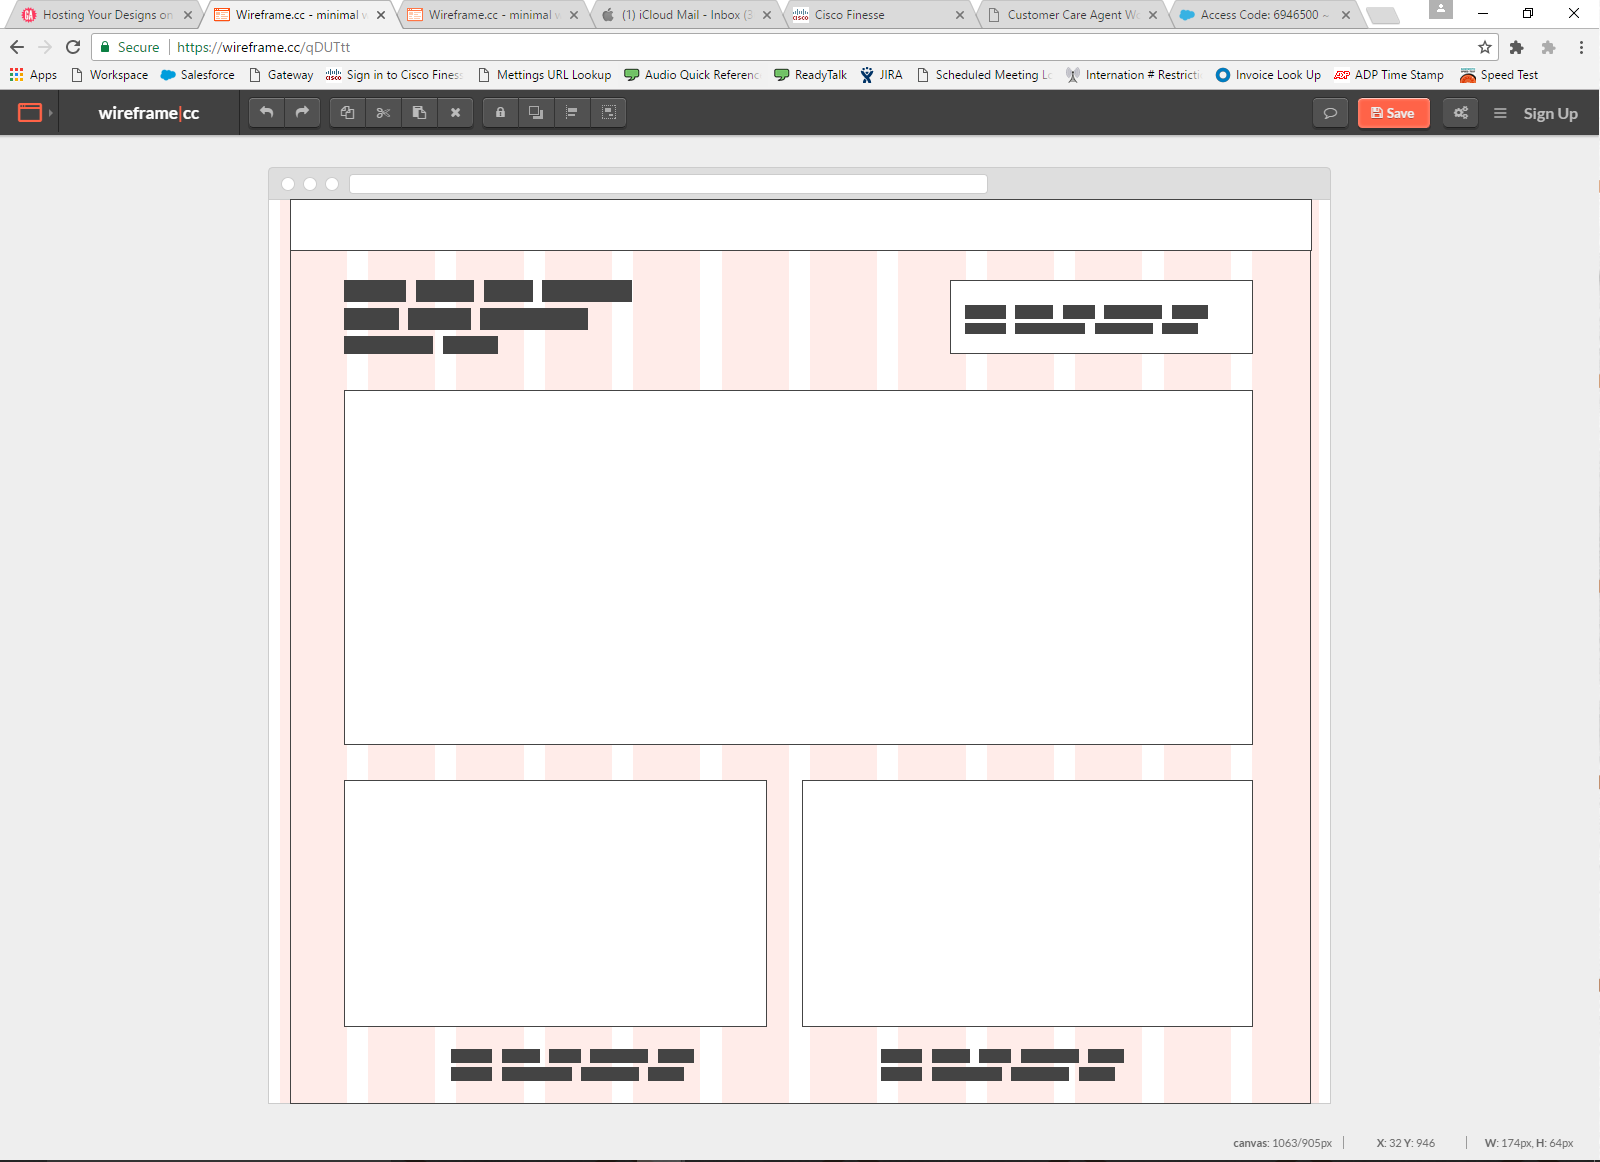 Hosting Your Designs on
Wireframe.cc - minimal w
Wireframe.cc - minimal w
(1) iCloud Mail - Inbox (3
Cisco Finesse
Customer Care Agent Wo
Access Code: 6946500 ~
Secure https://wireframe.cc/qDUTtt
Apps Workspace Salesforce Gateway Sign in to Cisco Finess Mettings URL Lookup Audio Quick Referenc ReadyTalk JIRA Scheduled Meeting Lo Internation # Restricti Invoice Look Up ADP Time Stamp Speed Test
wireframe|cc
Save
Sign Up
canvas: 1063/905px X: 32 Y: 946 W: 174px, H: 64px